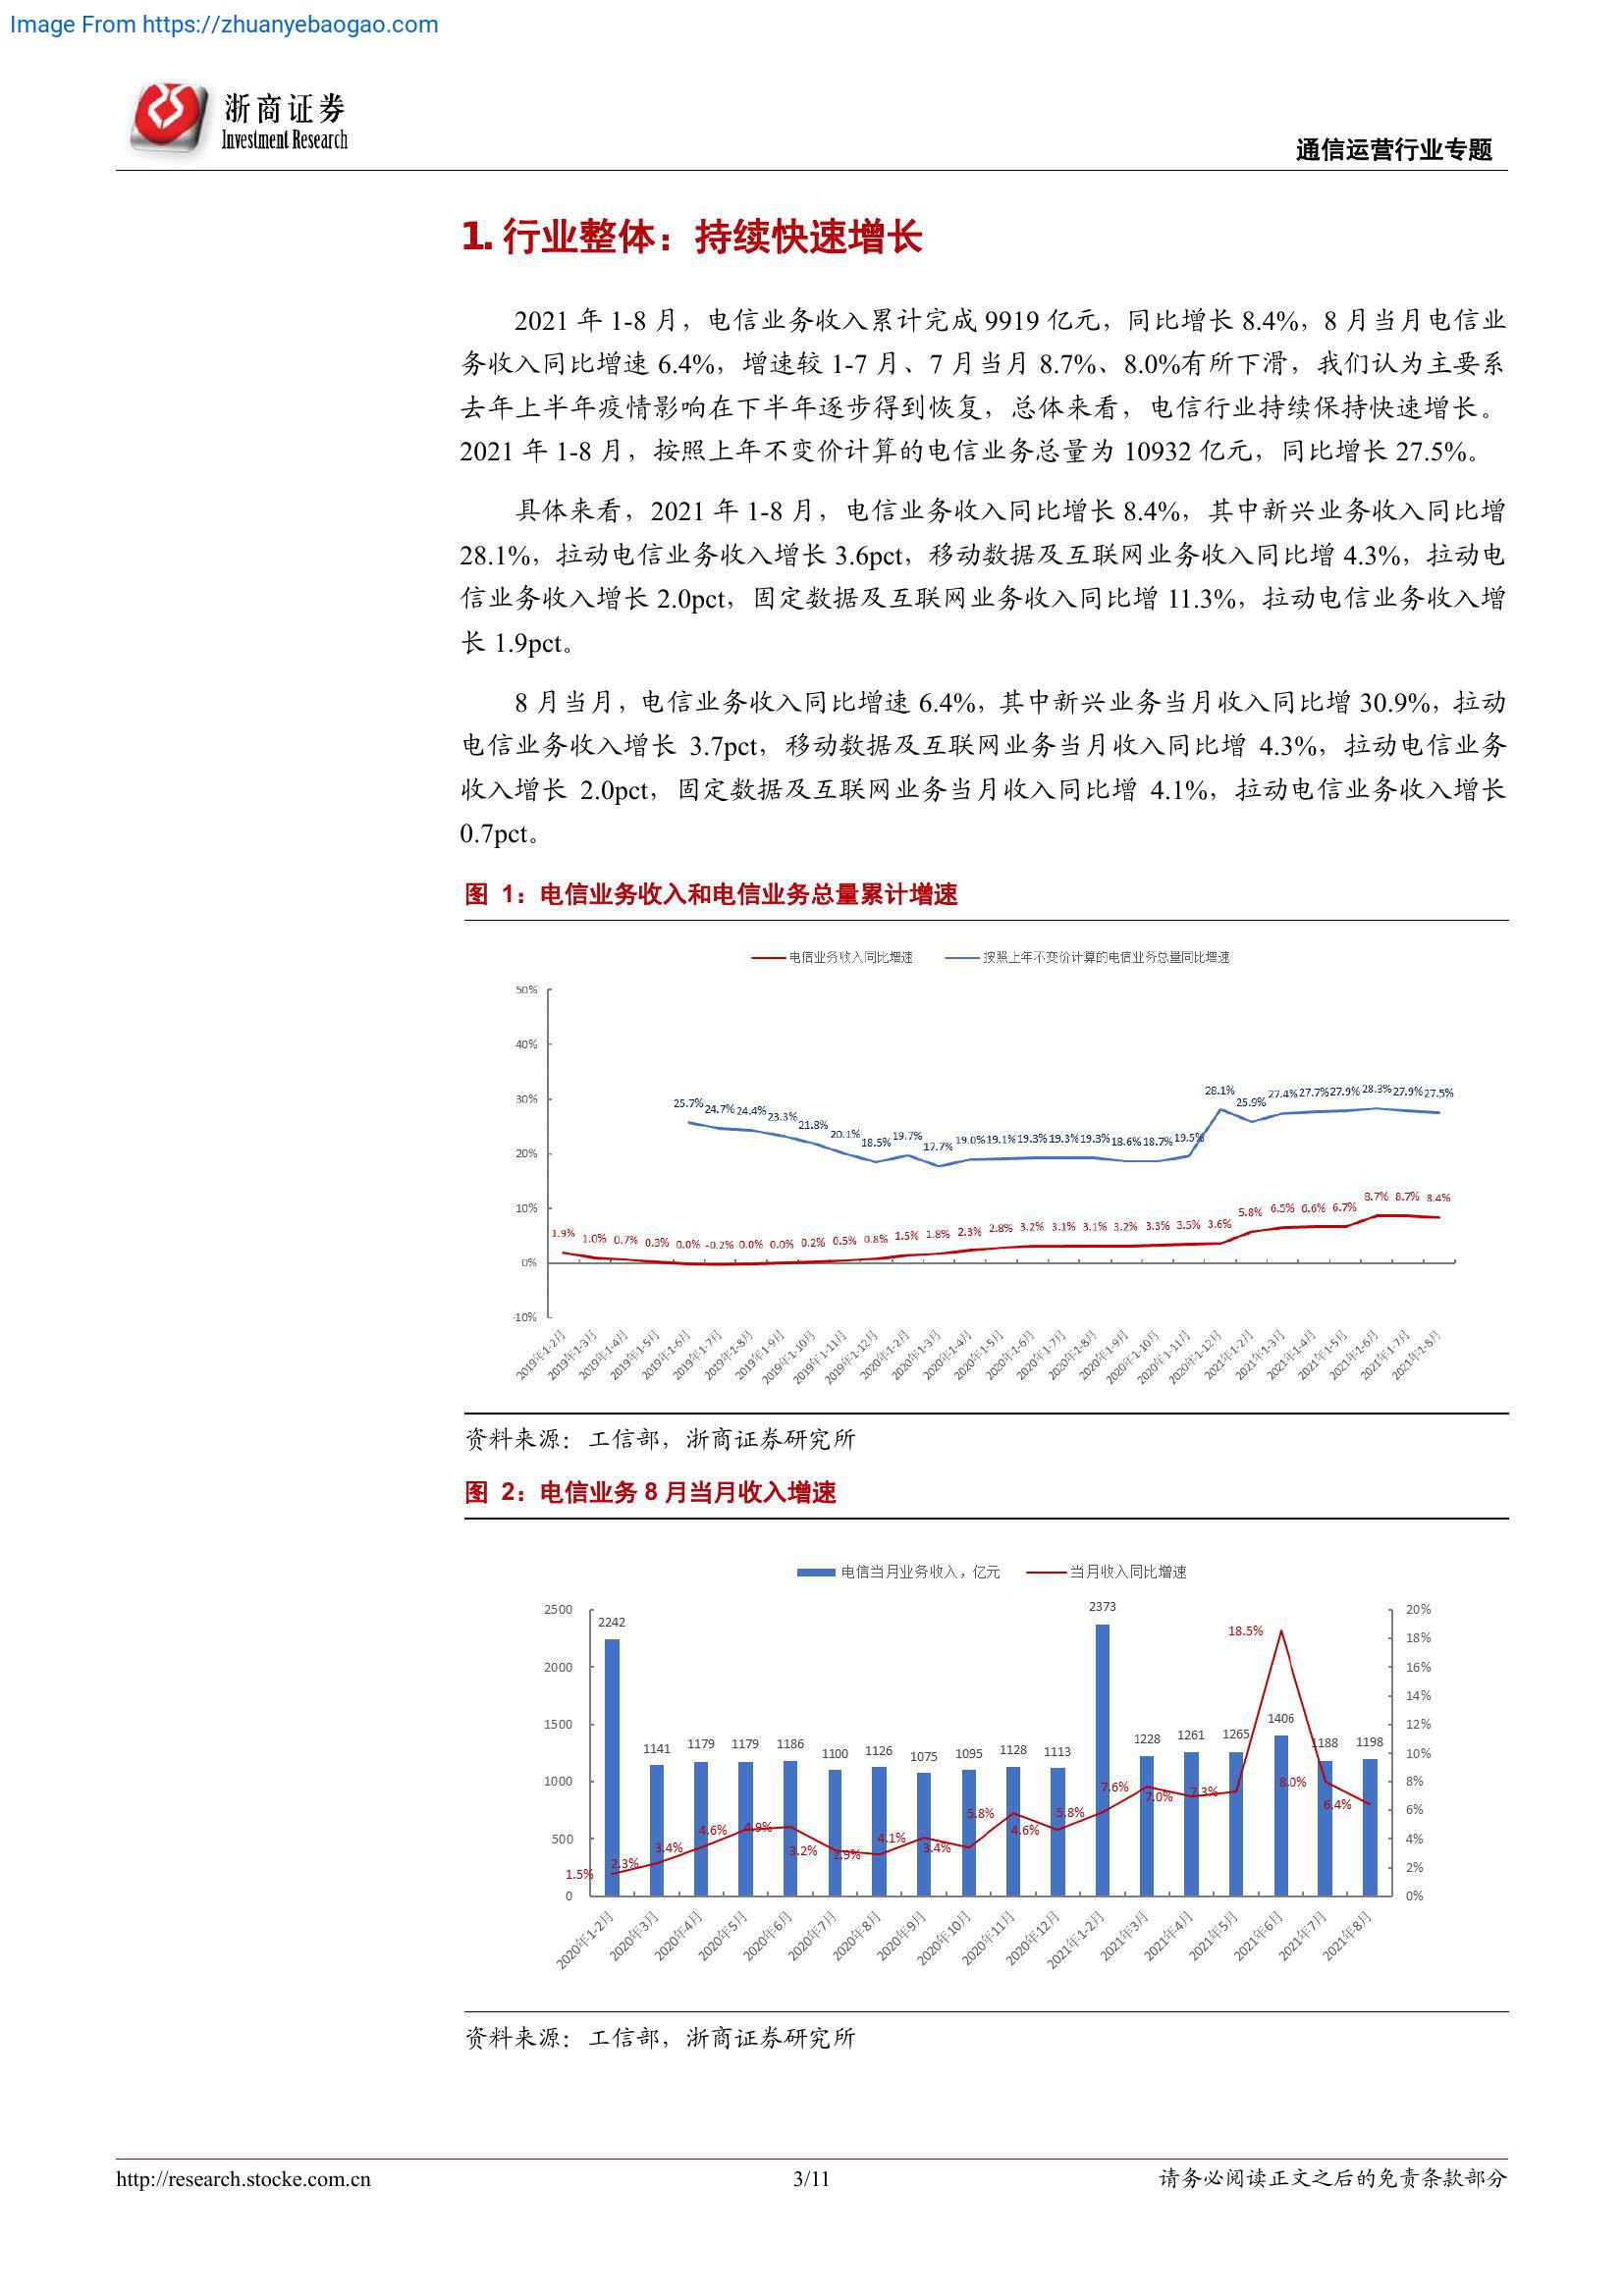 Image From https://zhuanyebaogao.com
浙商证券
Investment Research
通信运营行业专题
1. 行业整体：持续快速增长
2021 年 1-8 月，电信业务收入累计完成 9919 亿元，同比增长 8.4%，8 月当月电信业
务收入同比增速 6.4%，增速较 1-7 月、7 月当月 8.7%、8.0%有所下滑，我们认为主要系
去年上半年疫情影响在下半年逐步得到恢复，总体来看，电信行业持续保持快速增长。
2021 年 1-8 月，按照上年不变价计算的电信业务总量为 10932 亿元，同比增长 27.5%。
具体来看，2021 年 1-8 月，电信业务收入同比增长 8.4%，其中新兴业务收入同比增
28.1%，拉动电信业务收入增长 3.6pct，移动数据及互联网业务收入同比增 4.3%，拉动电
信业务收入增长 2.0pct，固定数据及互联网业务收入同比增 11.3%，拉动电信业务收入增
长 1.9pct。
8 月当月，电信业务收入同比增速 6.4%，其中新兴业务当月收入同比增 30.9%，拉动
电信业务收入增长 3.7pct，移动数据及互联网业务当月收入同比增 4.3%，拉动电信业务
收入增长 2.0pct，固定数据及互联网业务当月收入同比增 4.1%，拉动电信业务收入增长
0.7pct。
图 1：电信业务收入和电信业务总量累计增速
电信业务收入同比增速 按照上年不变价计算的电信业务总量同比增速
50%
40%
30%
20%
10%
0%
-10%
25.7% 24.7% 24.4% 23.3% 21.8% 20.1% 18.5% 19.7% 17.7% 19.0% 19.1% 19.3% 19.3% 19.3% 18.6% 18.7% 19.5% 28.1% 25.9% 27.4% 27.7% 27.9% 28.3% 27.9% 27.5%
1.9% 1.0% 0.7% 0.3% 0.0% -0.2% 0.0% 0.0% 0.2% 0.5% 0.8% 1.5% 1.8% 2.3% 2.8% 3.2% 3.1% 3.1% 3.2% 3.3% 3.5% 3.6% 5.8% 6.5% 6.6% 6.7% 8.7% 8.7% 8.4%
2019年1-2月 2019年1-3月 2019年1-4月 2019年1-5月 2019年1-6月 2019年1-7月 2019年1-8月 2019年1-9月 2019年1-10月 2019年1-11月 2019年1-12月 2020年1-2月 2020年1-3月 2020年1-4月 2020年1-5月 2020年1-6月 2020年1-7月 2020年1-8月 2020年1-9月 2020年1-10月 2020年1-11月 2020年1-12月 2021年1-2月 2021年1-3月 2021年1-4月 2021年1-5月 2021年1-6月 2021年1-7月 2021年1-8月
资料来源：工信部，浙商证券研究所
图 2：电信业务 8 月当月收入增速
电信当月业务收入，亿元 当月收入同比增速
2500
2000
1500
1000
500
0
2242 1141 1179 1179 1186 1100 1126 1075 1095 1128 1113 2373 1228 1261 1265 1406 1188 1198
1.5% 2.3% 3.4% 4.6% 4.9% 3.2% 2.9% 4.1% 3.4% 5.8% 4.6% 5.8% 7.6% 7.0% 7.3% 18.5% 8.0% 6.4%
20%
18%
16%
14%
12%
10%
8%
6%
4%
2%
0%
2020年1-2月 2020年3月 2020年4月 2020年5月 2020年6月 2020年7月 2020年8月 2020年9月 2020年10月 2020年11月 2020年12月 2021年1-2月 2021年3月 2021年4月 2021年5月 2021年6月 2021年7月 2021年8月
资料来源：工信部，浙商证券研究所
http://research.stocke.com.cn 3/11 请务必阅读正文之后的免责条款部分